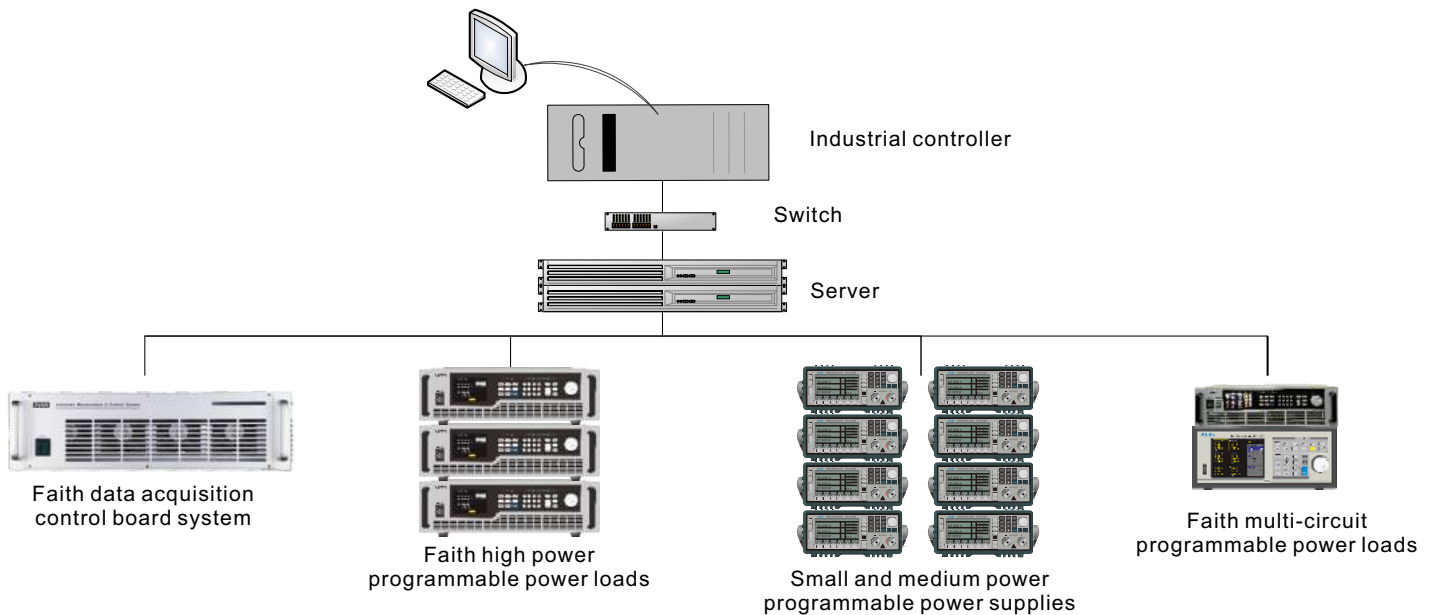 Industrial controller
Switch
Server
Faith data acquisition
control board system
Faith high power
programmable power loads
Small and medium power
programmable power supplies
Faith multi-circuit
programmable power loads